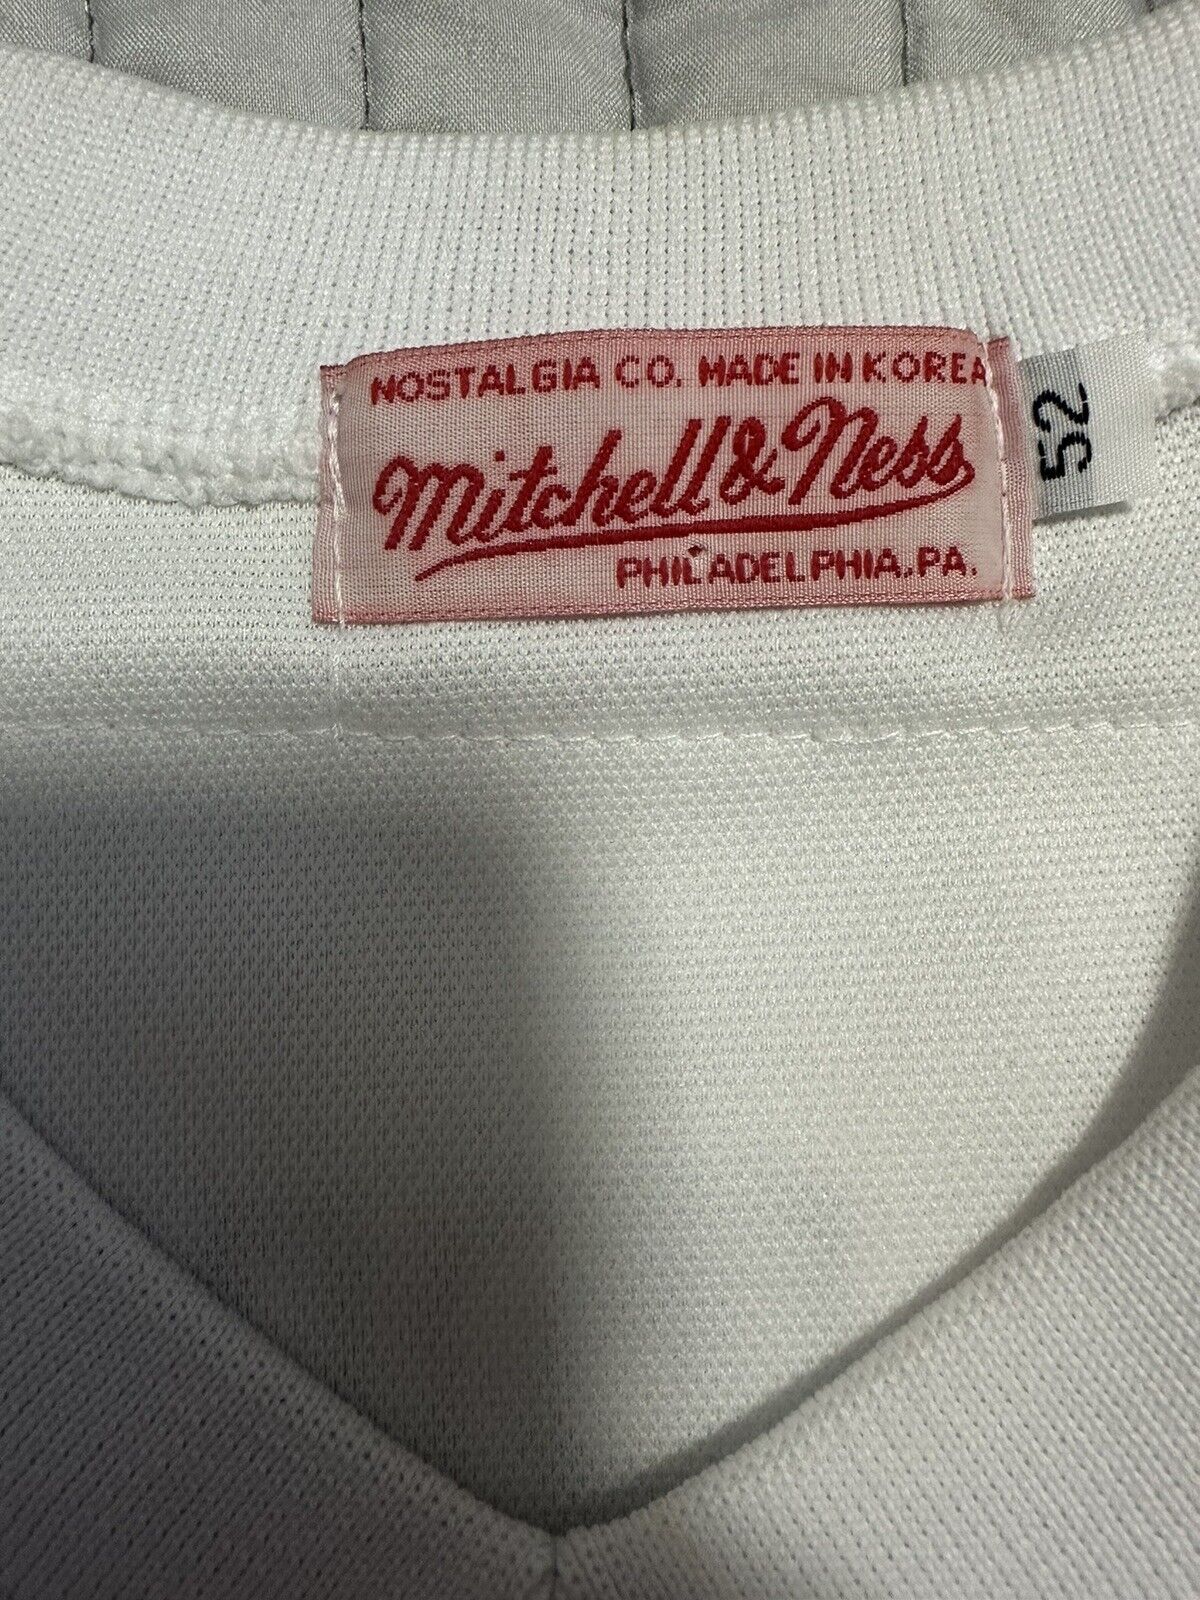 NOSTALGIA CO. MADE IN KOREA
Mitchell & Ness
PHILADELPHIA, PA.
52